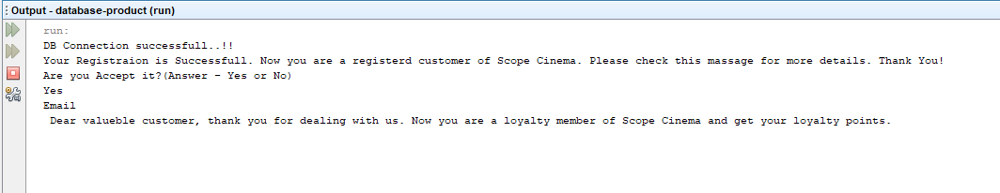 Output - database-product (run)
run:
DB Connection successfull..!!
Your Registraion is Successfull. Now you are a registerd customer of Scope Cinema. Please check this massage for more details. Thank You!
Are you Accept it?(Answer - Yes or No)
Yes
Email
Dear valueble customer, thank you for dealing with us. Now you are a loyalty member of Scope Cinema and get your loyalty points.